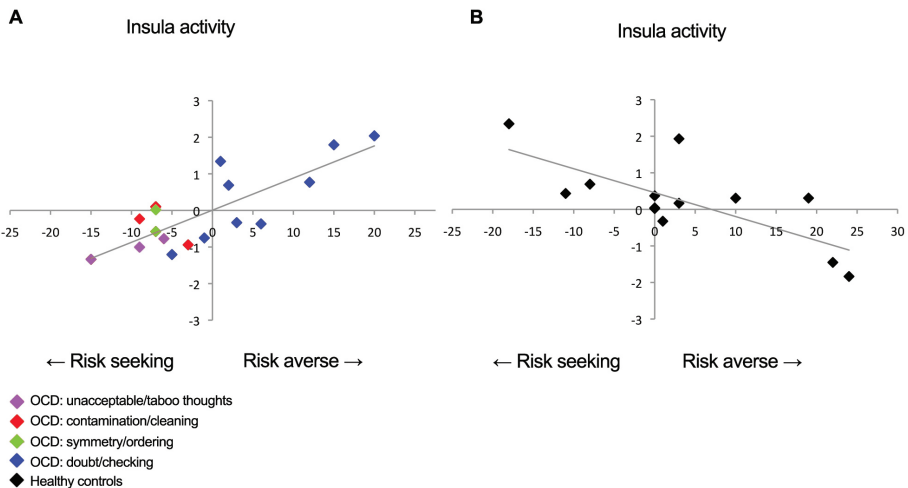 A
Insula activity
3
2
1
0
-25 -20 -15 -10 -5 0 5 10 15 20 25
-1
-2
-3
← Risk seeking Risk averse →
B
Insula activity
3
2
1
0
-25 -20 -15 -10 -5 0 5 10 15 20 25 30
-1
-2
-3
← Risk seeking Risk averse →
OCD: unacceptable/taboo thoughts
OCD: contamination/cleaning
OCD: symmetry/ordering
OCD: doubt/checking
Healthy controls